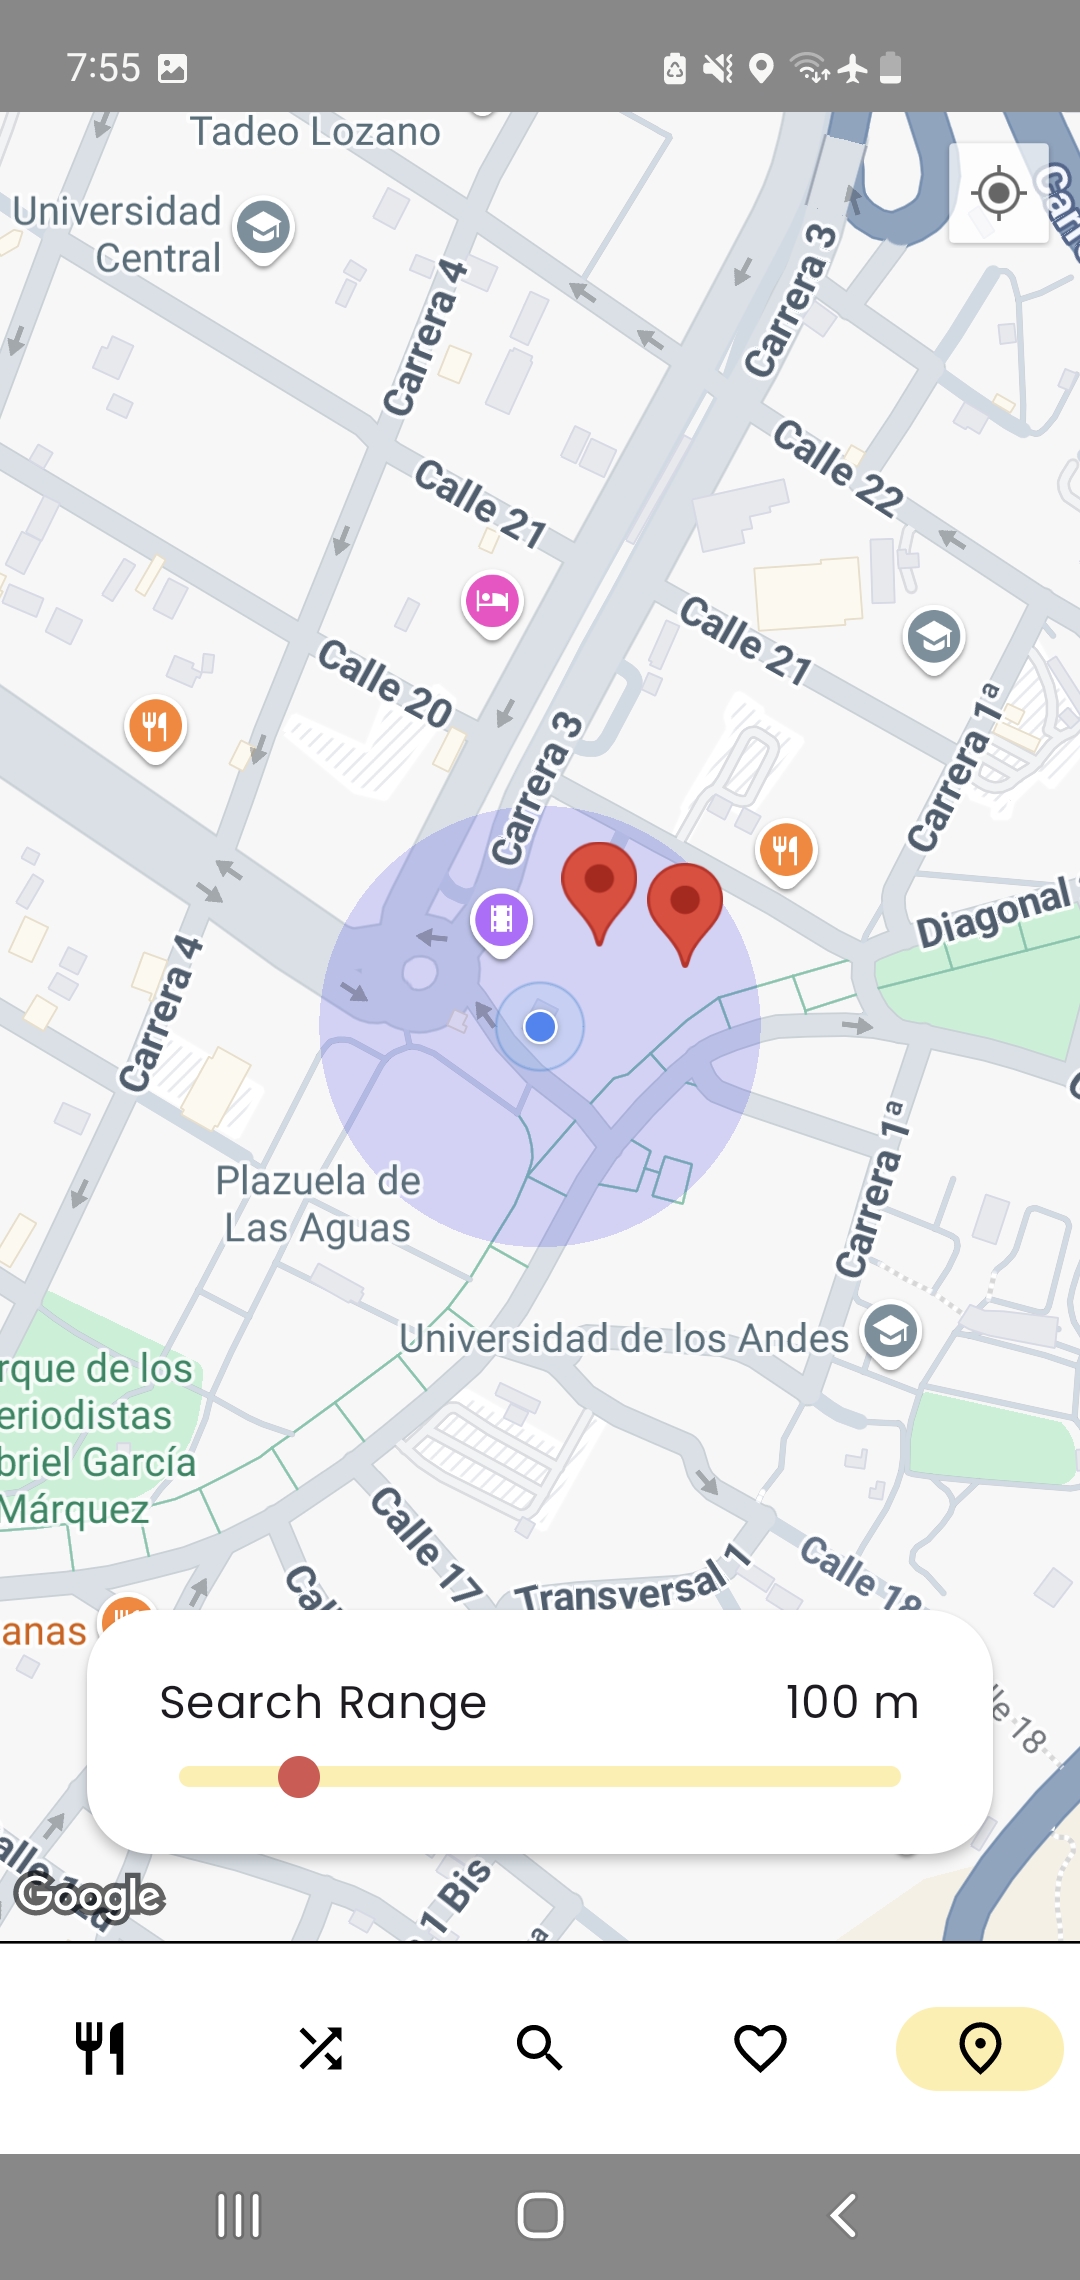 7:55
Tadeo Lozano
Universidad
Central
Carrera 4
Carrera 3
Calle 22
Calle 21
Calle 21
Calle 20
Carrera 3
Carrera 1ª
Diagonal
Carrera 4
Plazuela de
Las Aguas
Carrera 1ª
Universidad de los Andes
rque de los
eriodistas
briel García
Márquez
Calle 17
Transversal 1
Calle 18
anas
Search Range
100 m
lle 18
Google
1 Bis